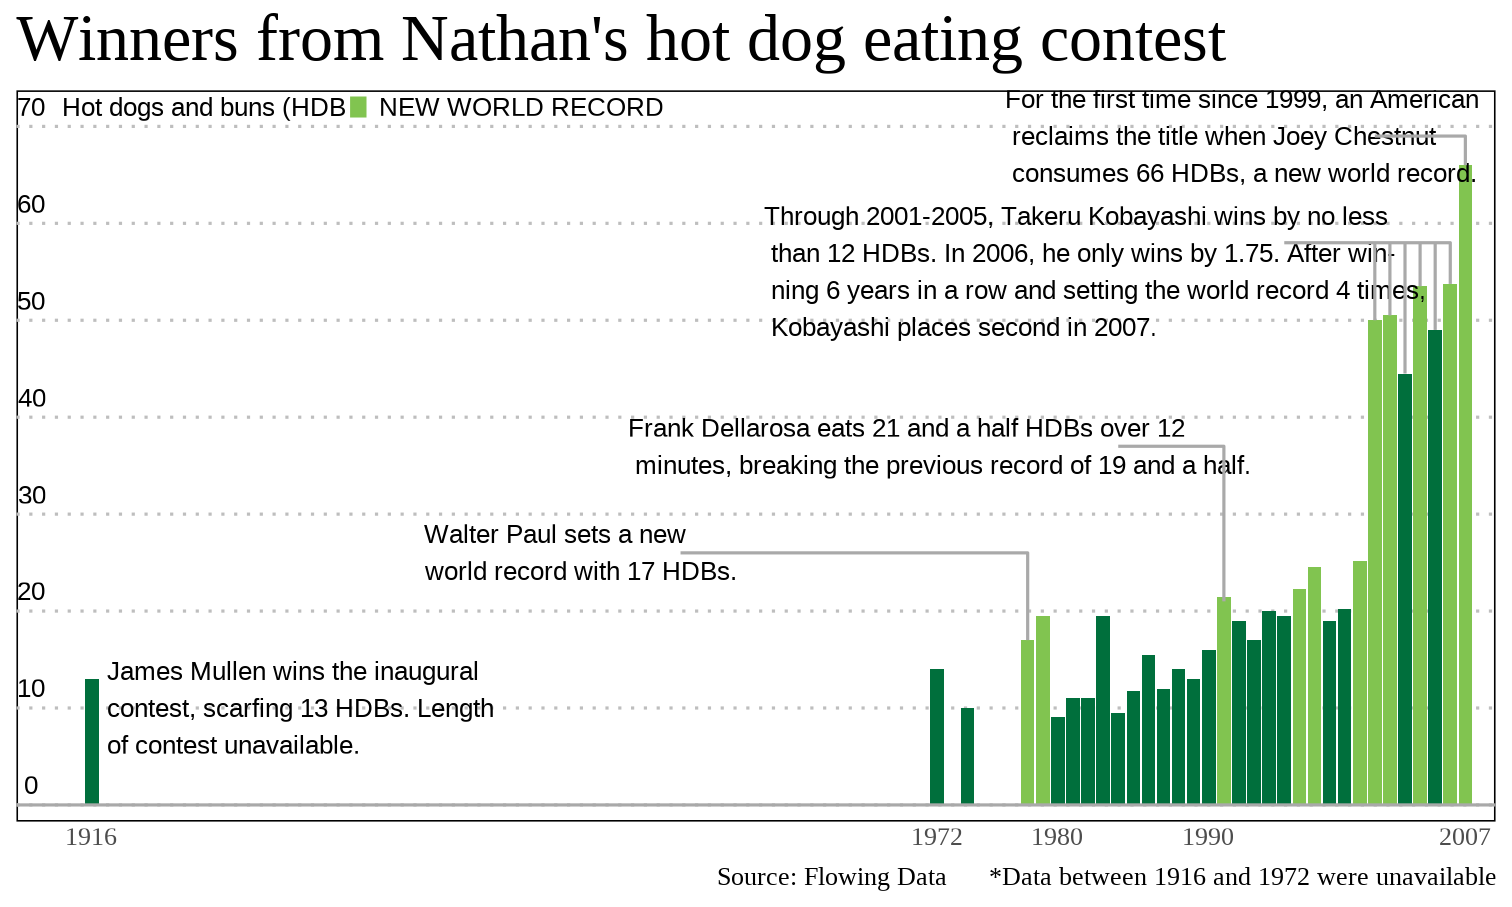 Winners from Nathan's hot dog eating contest
70 Hot dogs and buns (HDB NEW WORLD RECORD
For the first time since 1999, an American
reclaims the title when Joey Chestnut
consumes 66 HDBs, a new world record.
60
Through 2001-2005, Takeru Kobayashi wins by no less
than 12 HDBs. In 2006, he only wins by 1.75. After win-
ning 6 years in a row and setting the world record 4 times,
Kobayashi places second in 2007.
50
40
Frank Dellarosa eats 21 and a half HDBs over 12
minutes, breaking the previous record of 19 and a half.
30
Walter Paul sets a new
world record with 17 HDBs.
20
James Mullen wins the inaugural
contest, scarfing 13 HDBs. Length
of contest unavailable.
10
0
1916 1972 1980 1990 2007
Source: Flowing Data *Data between 1916 and 1972 were unavailable